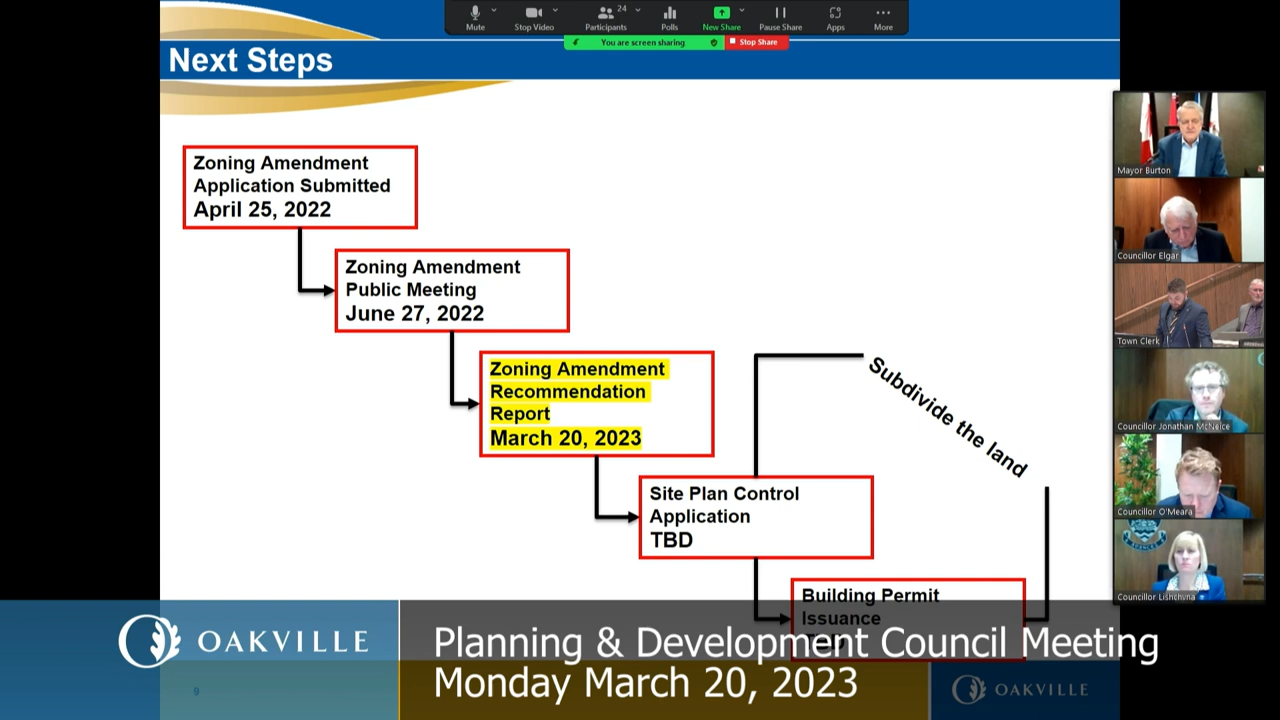 24
Mute
Stop Video
Participants
Polls
New Share
Pause Share
Apps
More
You are screen sharing
Stop Share
Next Steps
Zoning Amendment
Application Submitted
April 25, 2022
Zoning Amendment
Public Meeting
June 27, 2022
Zoning Amendment
Recommendation
Report
March 20, 2023
Subdivide the land
Site Plan Control
Application
TBD
Building Permit
Issuance
Mayor Burton
Councillor Elgar
Town Clerk
Councillor Jonathan McNeice
Councillor O'Meara
Councillor Lishchyna
OAKVILLE
Planning & Development Council Meeting
Monday March 20, 2023
9
OAKVILLE